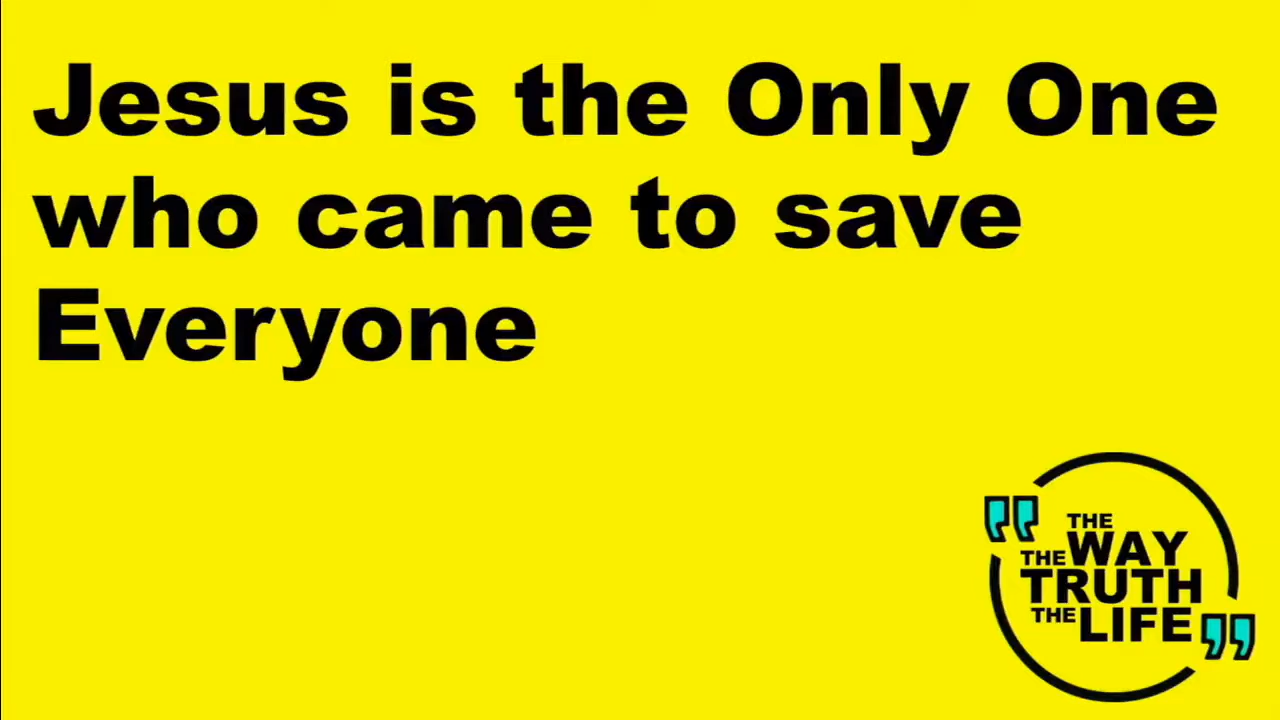 Jesus is the Only One
who came to save
Everyone
"THE
THE WAY
TRUTH
THE LIFE"